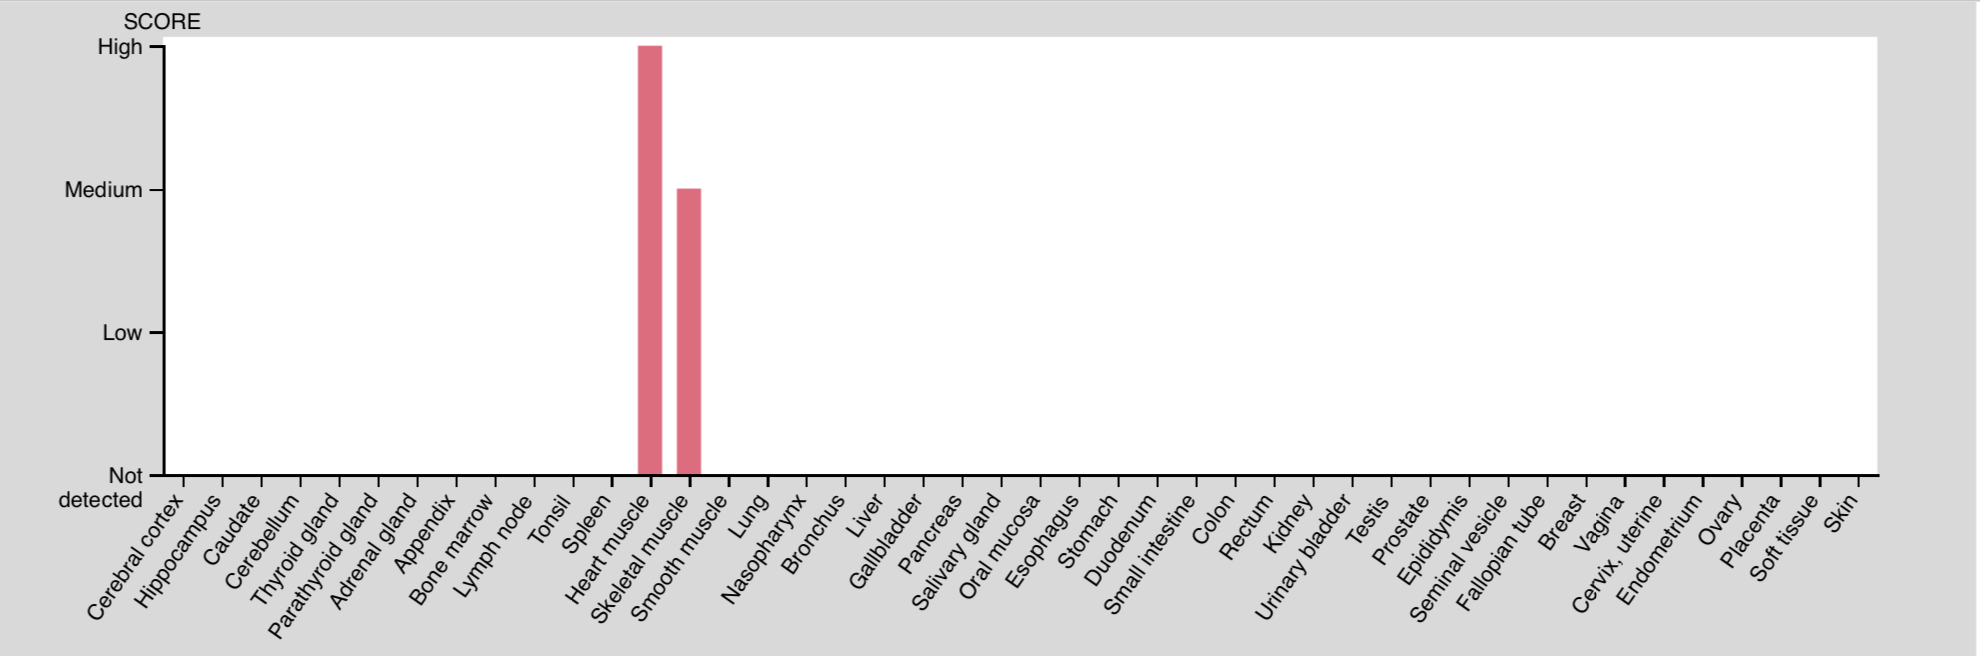 SCORE
High
Medium
Low
Not
detected
Cerebral cortex
Hippocampus
Caudate
Cerebellum
Thyroid gland
Parathyroid gland
Adrenal gland
Appendix
Bone marrow
Lymph node
Tonsil
Spleen
Heart muscle
Skeletal muscle
Smooth muscle
Lung
Nasopharynx
Bronchus
Liver
Gallbladder
Pancreas
Salivary gland
Oral mucosa
Esophagus
Stomach
Duodenum
Small intestine
Colon
Rectum
Kidney
Urinary bladder
Testis
Prostate
Epididymis
Seminal vesicle
Fallopian tube
Breast
Vagina
Cervix, uterine
Endometrium
Ovary
Placenta
Soft tissue
Skin